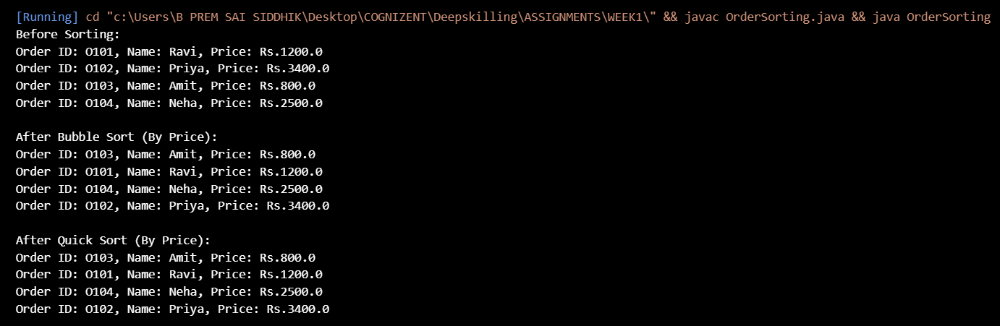 [Running] cd "c:\Users\B PREM SAI SIDDHIK\Desktop\COGNIZENT\Deepskilling\ASSIGNMENTS\WEEK1\" && javac OrderSorting.java && java OrderSorting
Before Sorting:
Order ID: O101, Name: Ravi, Price: Rs.1200.0
Order ID: O102, Name: Priya, Price: Rs.3400.0
Order ID: O103, Name: Amit, Price: Rs.800.0
Order ID: O104, Name: Neha, Price: Rs.2500.0

After Bubble Sort (By Price):
Order ID: O103, Name: Amit, Price: Rs.800.0
Order ID: O101, Name: Ravi, Price: Rs.1200.0
Order ID: O104, Name: Neha, Price: Rs.2500.0
Order ID: O102, Name: Priya, Price: Rs.3400.0

After Quick Sort (By Price):
Order ID: O103, Name: Amit, Price: Rs.800.0
Order ID: O101, Name: Ravi, Price: Rs.1200.0
Order ID: O104, Name: Neha, Price: Rs.2500.0
Order ID: O102, Name: Priya, Price: Rs.3400.0